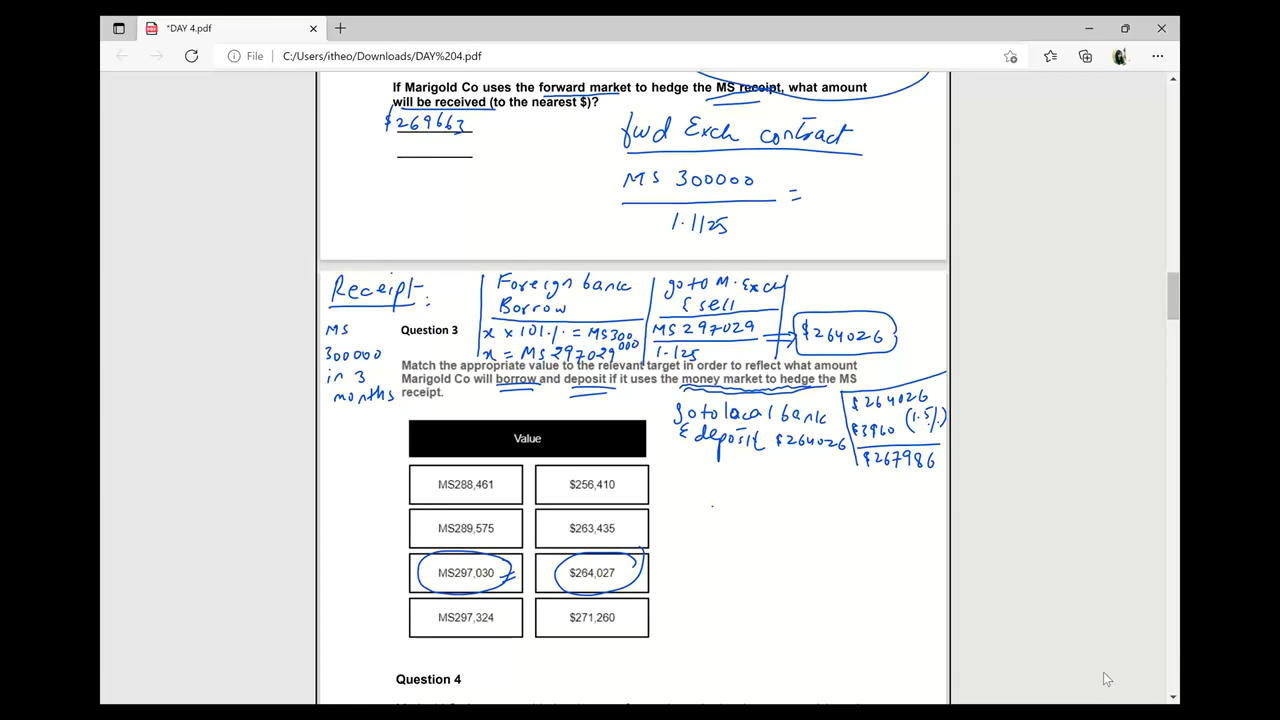 *DAY 4.pdf
File
C:/Users/itheo/Downloads/DAY%204.pdf
If Marigold Co uses the forward market to hedge the MS receipt, what amount
will be received (to the nearest $)?
$269663
fwd Exch contract
MS 300000 =
1.1125
Receipt:
MS
300000
in 3
months
Foreign bank
Borrow
x x 101% = MS300000
x = MS 297029
go to M. Exch
& sell
MS 297029
1.125
$264026
Question 3
Match the appropriate value to the relevant target in order to reflect what amount
Marigold Co will borrow and deposit if it uses the money market to hedge the MS
receipt.
go to local bank
& deposit $264026
$264026
$3960 (1.5%)
$267986
Value
MS288,461 $256,410
MS289,575 $263,435
MS297,030 $264,027
MS297,324 $271,260
Question 4